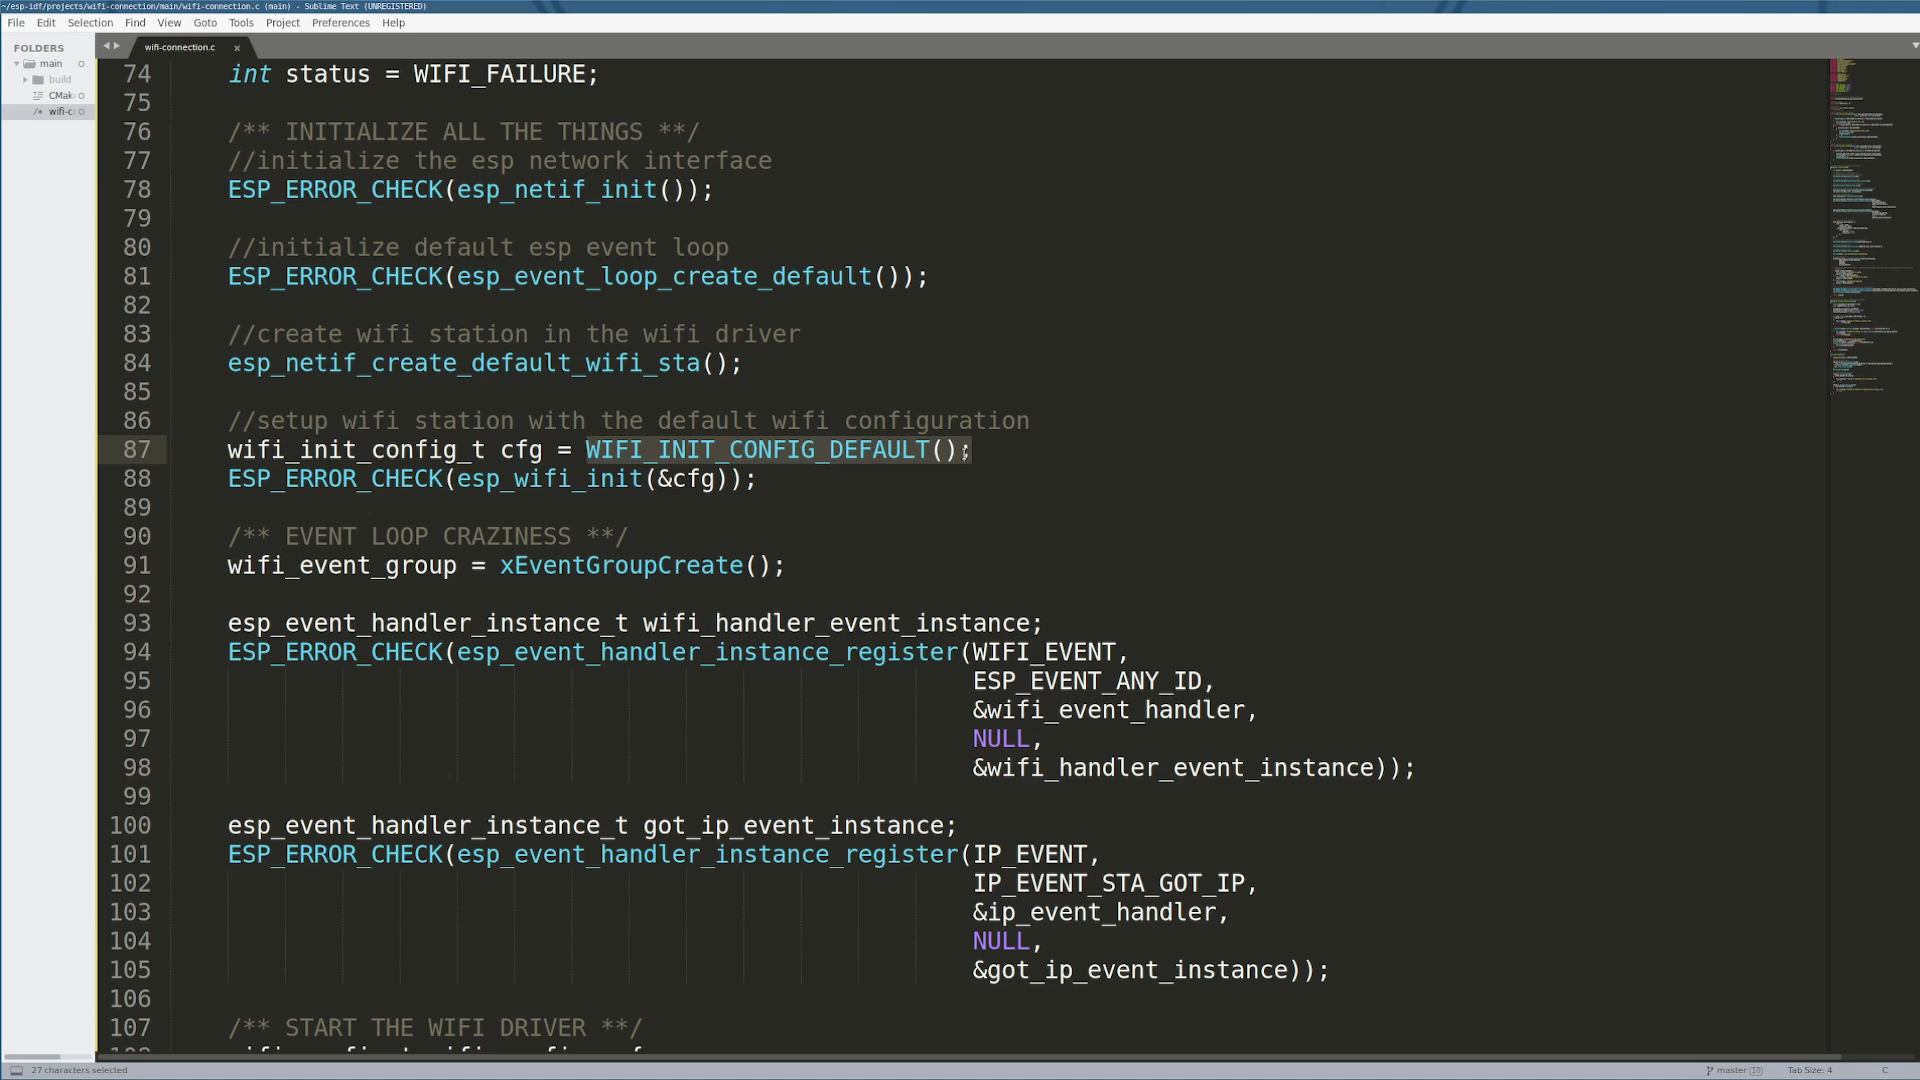 ~/esp-idf/projects/wifi-connection/main/wifi-connection.c (main) - Sublime Text (UNREGISTERED)
File Edit Selection Find View Goto Tools Project Preferences Help
FOLDERS
main
build
CMak
wifi-c
wifi-connection.c ×
74 int status = WIFI_FAILURE;
75
76 /** INITIALIZE ALL THE THINGS **/
77 //initialize the esp network interface
78 ESP_ERROR_CHECK(esp_netif_init());
79
80 //initialize default esp event loop
81 ESP_ERROR_CHECK(esp_event_loop_create_default());
82
83 //create wifi station in the wifi driver
84 esp_netif_create_default_wifi_sta();
85
86 //setup wifi station with the default wifi configuration
87 wifi_init_config_t cfg = WIFI_INIT_CONFIG_DEFAULT();
88 ESP_ERROR_CHECK(esp_wifi_init(&cfg));
89
90 /** EVENT LOOP CRAZINESS **/
91 wifi_event_group = xEventGroupCreate();
92
93 esp_event_handler_instance_t wifi_handler_event_instance;
94 ESP_ERROR_CHECK(esp_event_handler_instance_register(WIFI_EVENT,
95 ESP_EVENT_ANY_ID,
96 &wifi_event_handler,
97 NULL,
98 &wifi_handler_event_instance));
99
100 esp_event_handler_instance_t got_ip_event_instance;
101 ESP_ERROR_CHECK(esp_event_handler_instance_register(IP_EVENT,
102 IP_EVENT_STA_GOT_IP,
103 &ip_event_handler,
104 NULL,
105 &got_ip_event_instance));
106
107 /** START THE WIFI DRIVER **/
27 characters selected
master 10 Tab Size: 4 C